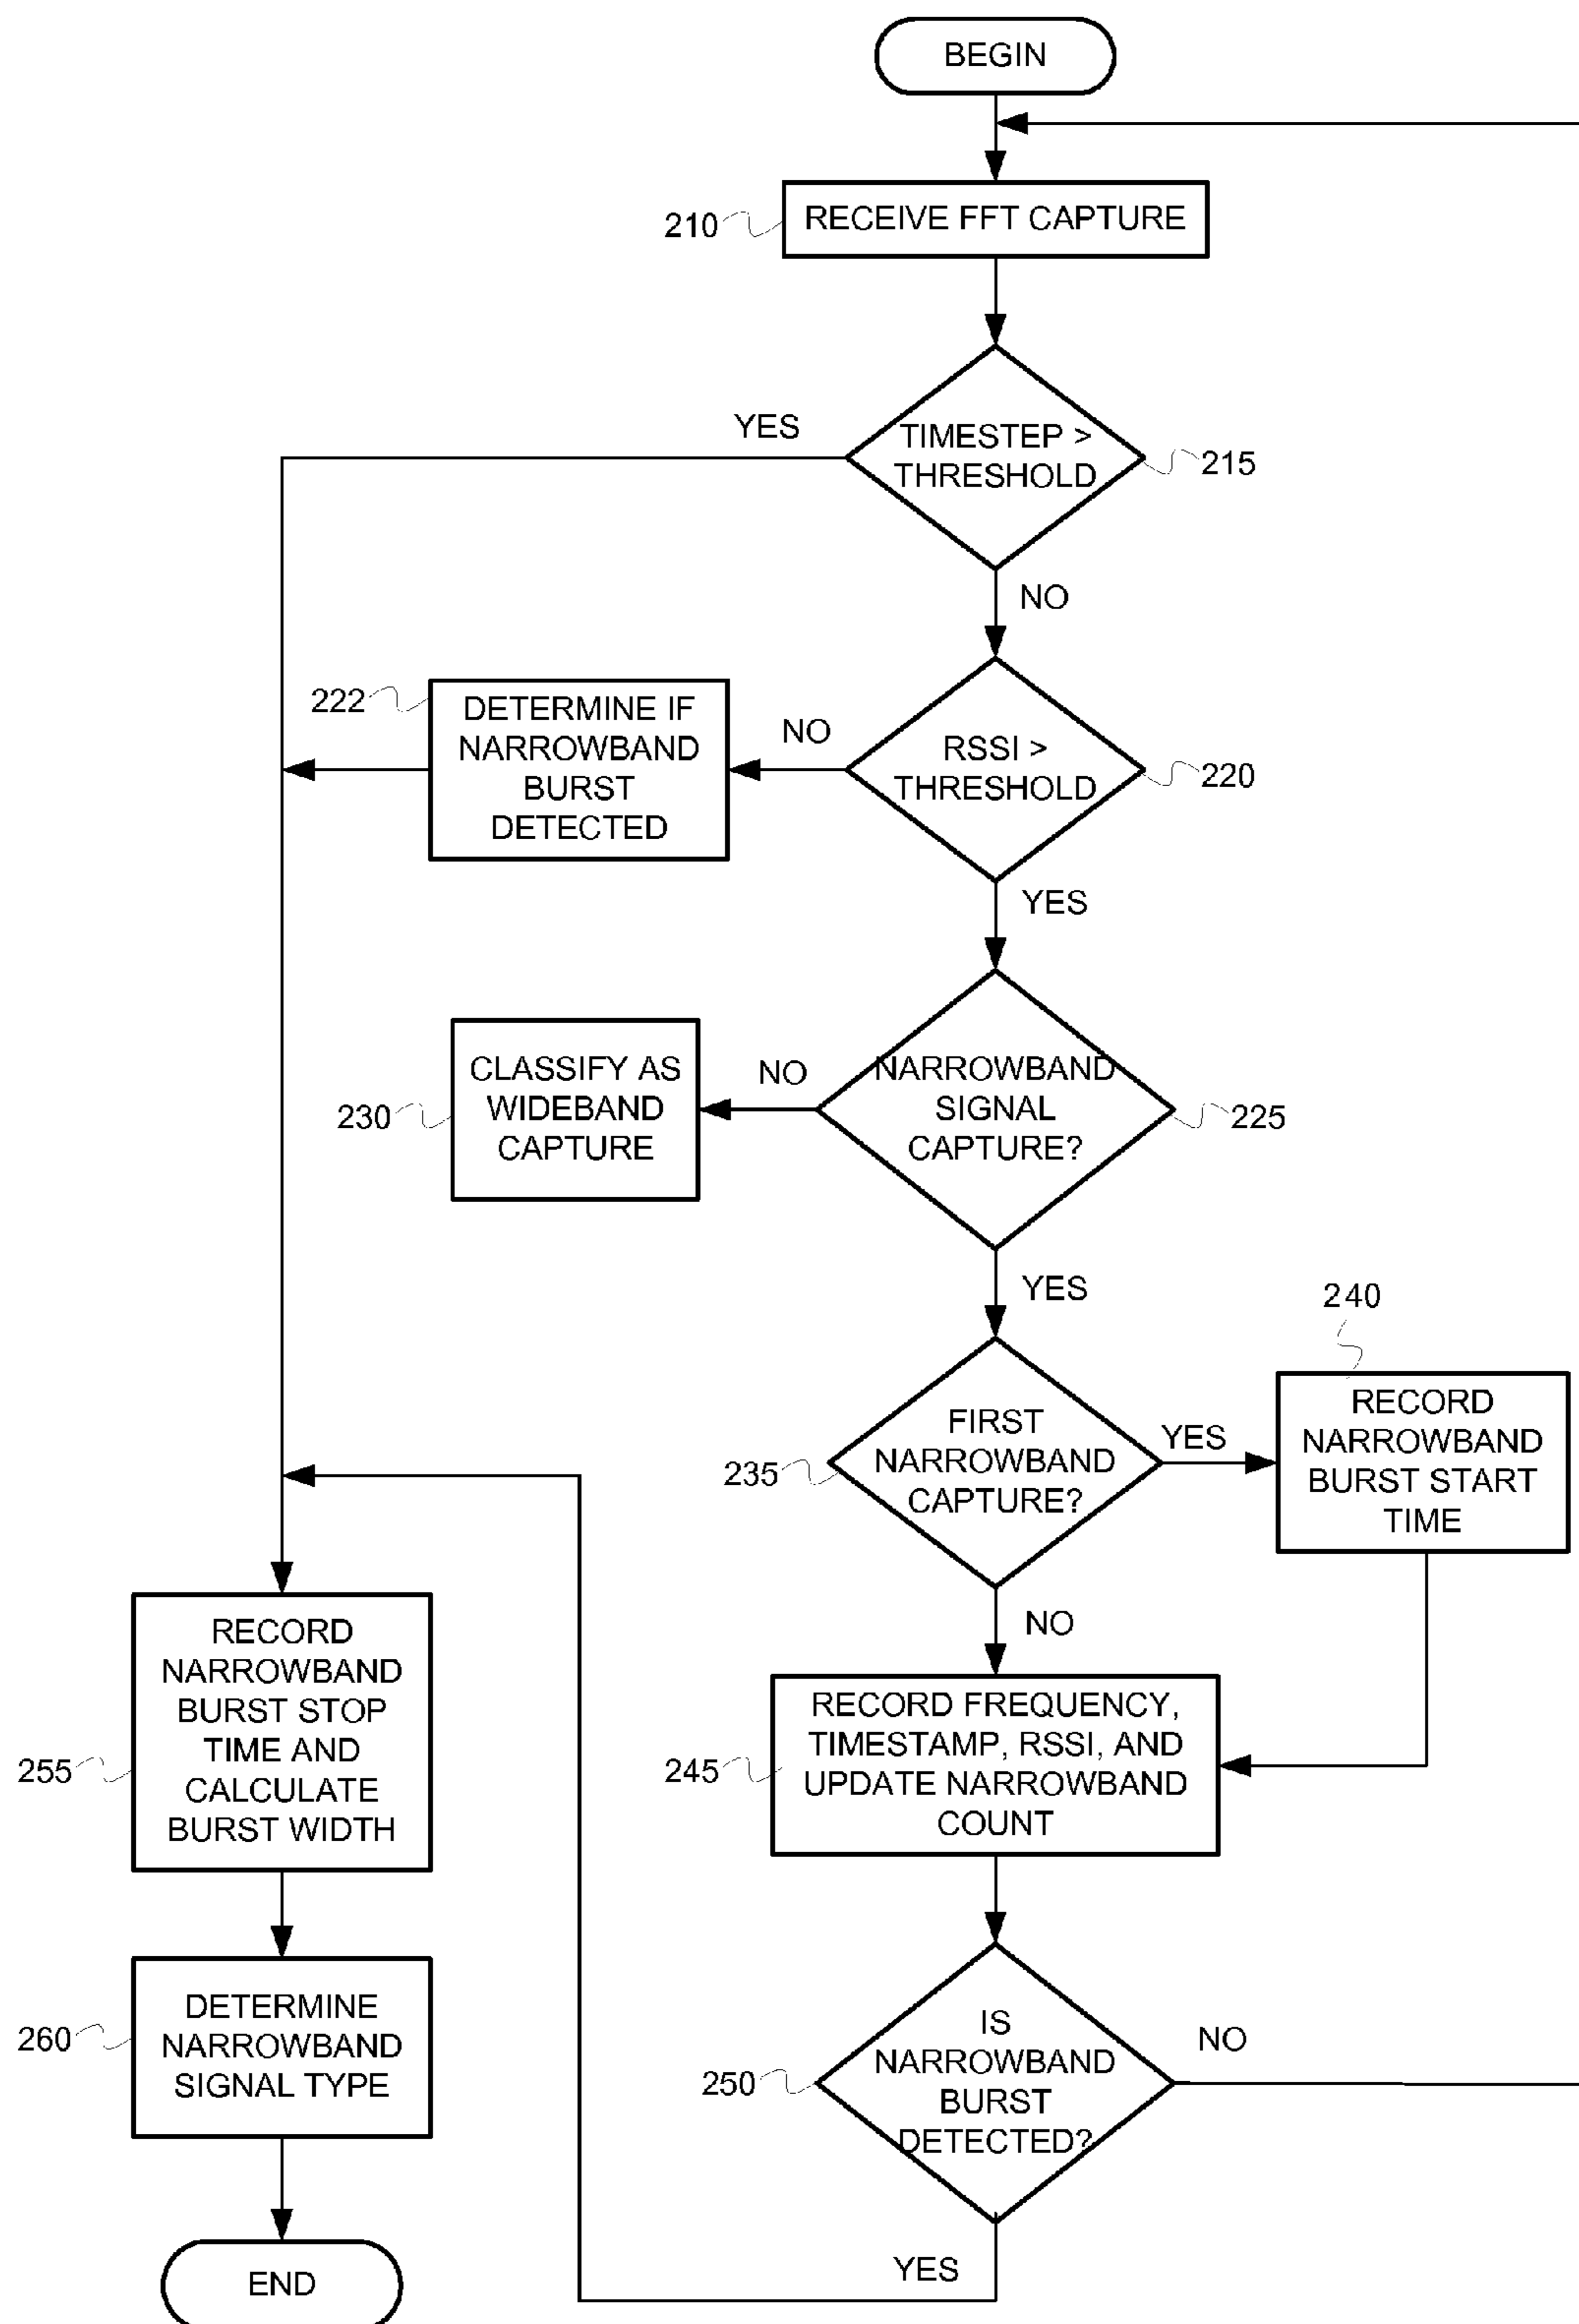 BEGIN
RECEIVE FFT CAPTURE
210
YES
TIMESTEP >
THRESHOLD
215
NO
222
DETERMINE IF
NARROWBAND
BURST
DETECTED
NO
RSSI >
THRESHOLD
220
YES
CLASSIFY AS
WIDEBAND
CAPTURE
230
NO
NARROWBAND
SIGNAL
CAPTURE?
225
YES
240
FIRST
NARROWBAND
CAPTURE?
235
YES
RECORD
NARROWBAND
BURST START
TIME
NO
RECORD
NARROWBAND
BURST STOP
TIME AND
CALCULATE
BURST WIDTH
255
RECORD FREQUENCY,
TIMESTAMP, RSSI, AND
UPDATE NARROWBAND
COUNT
245
DETERMINE
NARROWBAND
SIGNAL TYPE
260
IS
NARROWBAND
BURST
DETECTED?
250
NO
YES
END